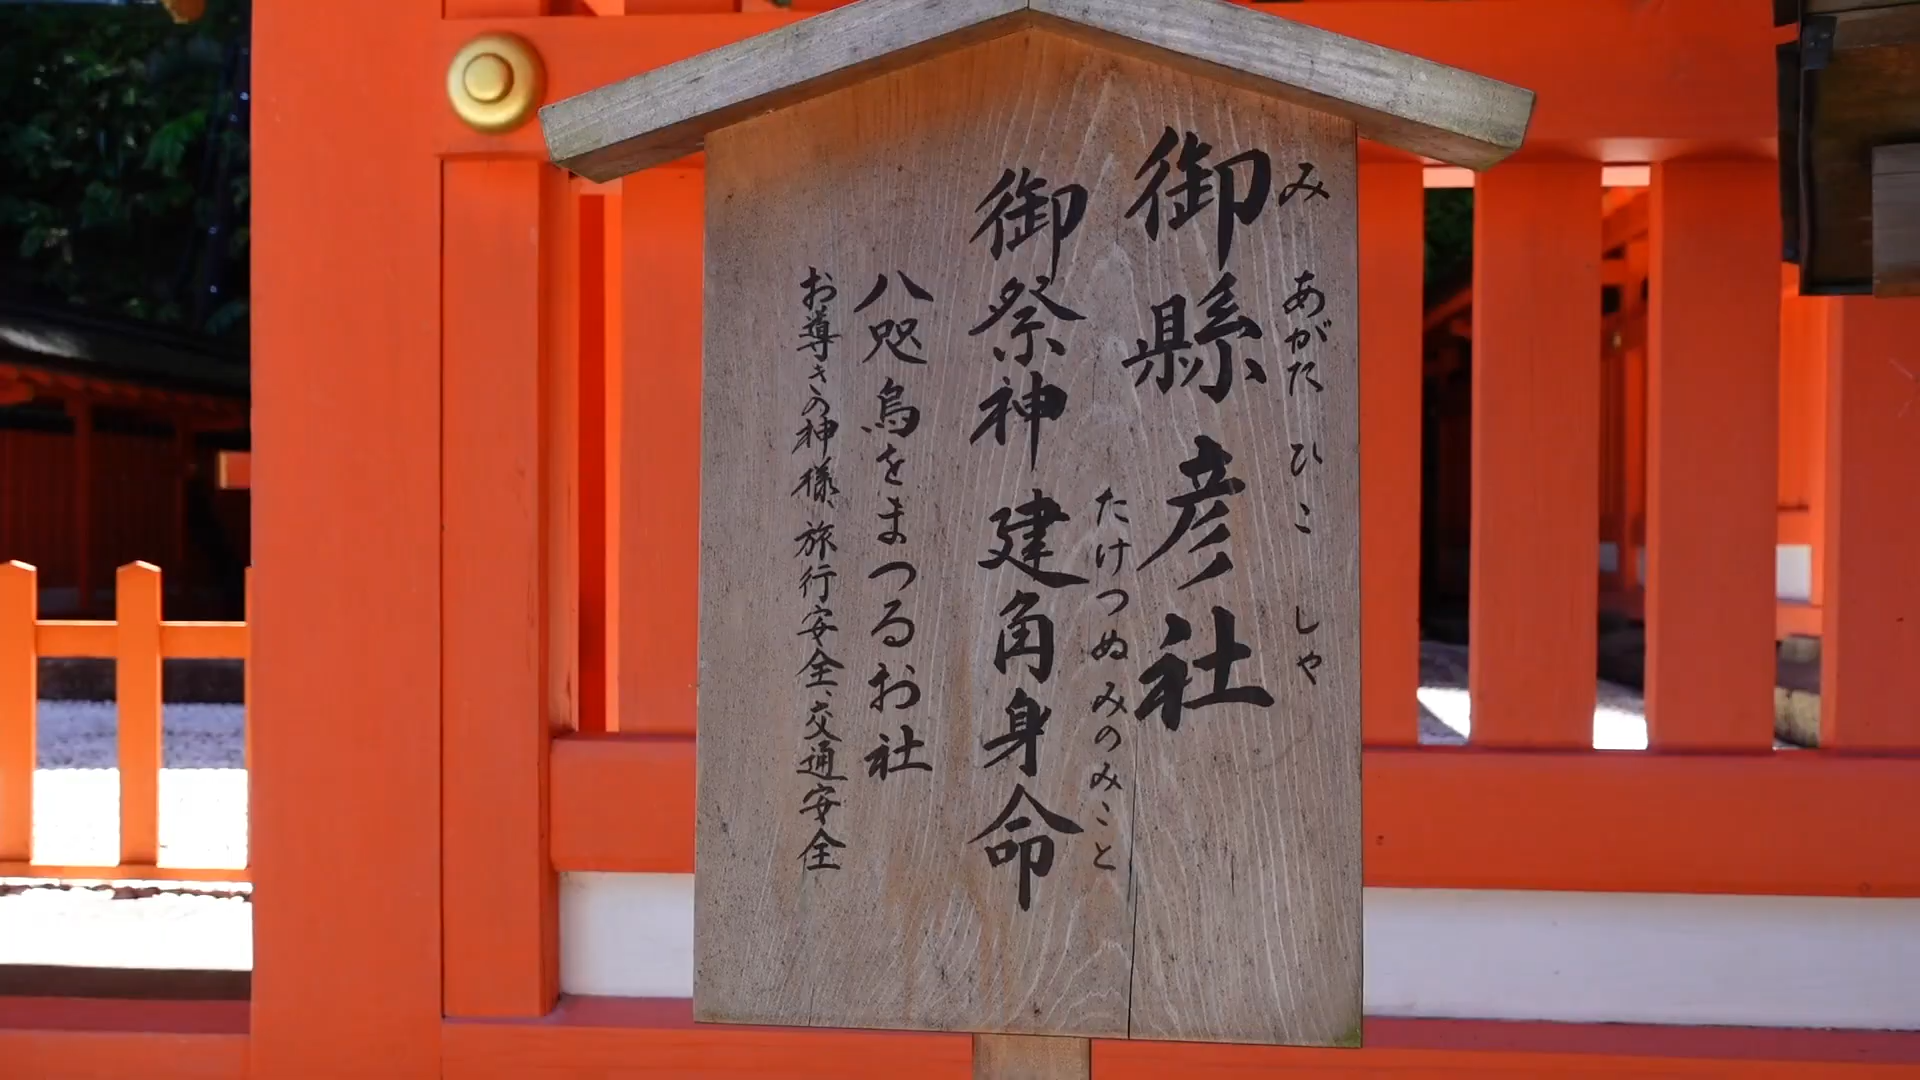 御縣彦社
み あがた ひこ しゃ
御祭神 建角身命
たけつぬみのみこと
八咫烏をまつるお社
お導きの神様、旅行安全、交通安全